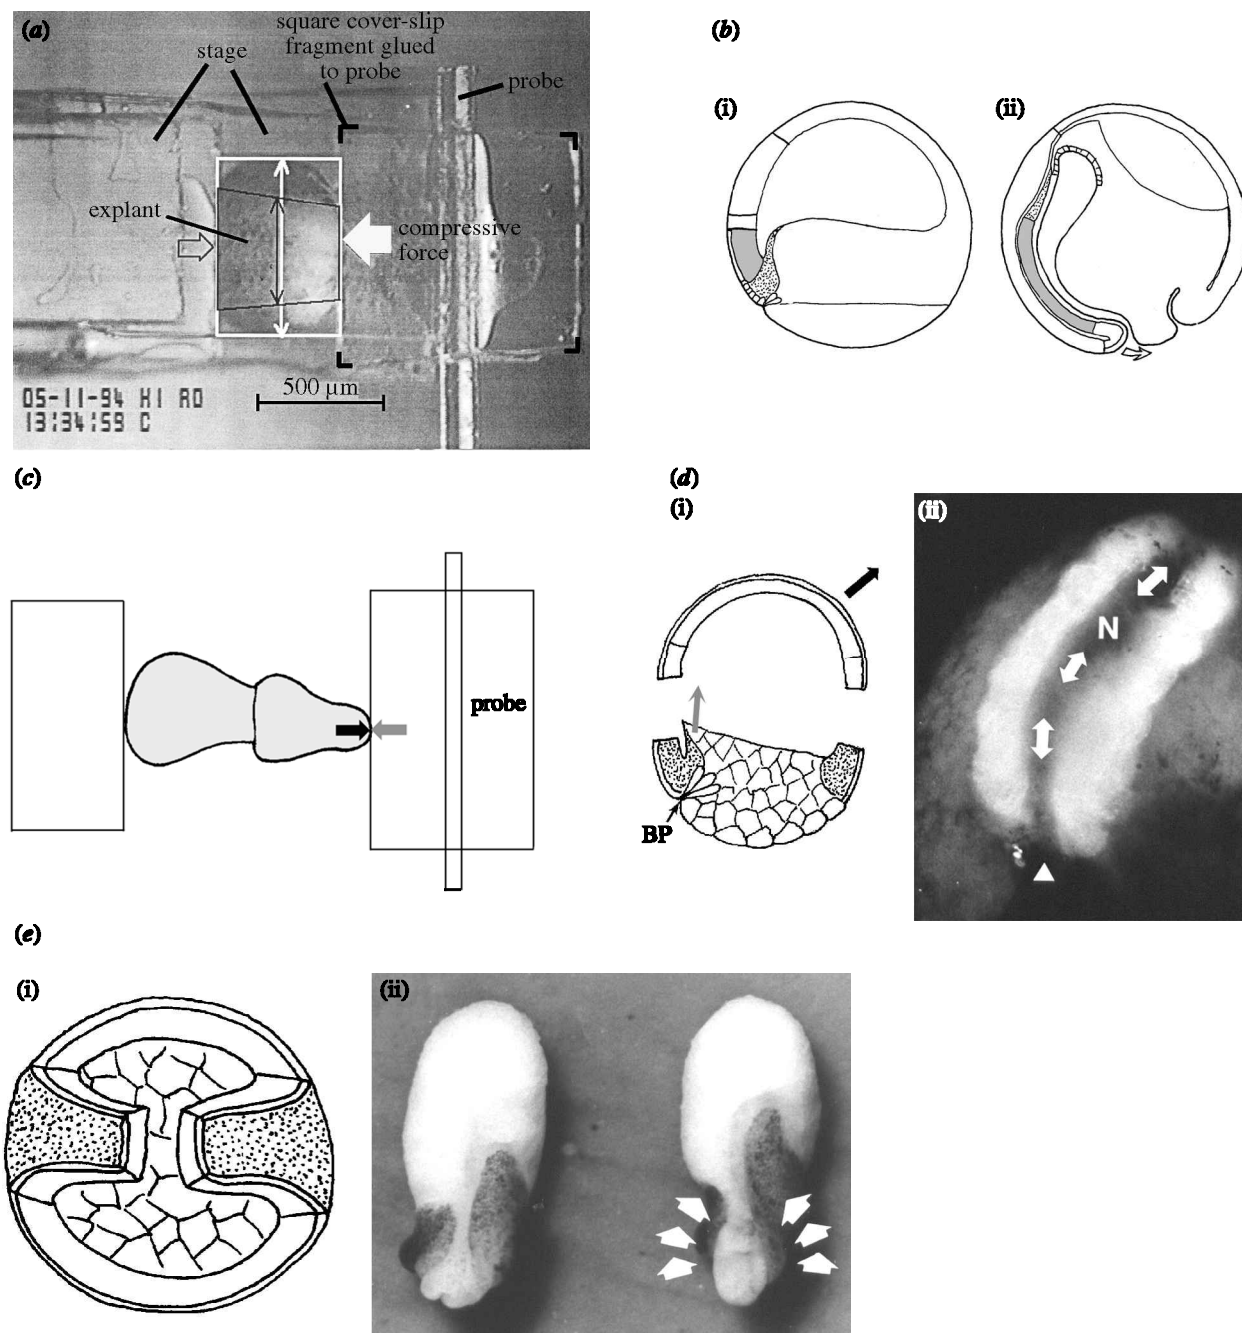 (a)
stage
square cover-slip
fragment glued
to probe
probe
explant
compressive
force
500 µm
05-11-94 HI RO
13:34:59 C
(b)
(i)
(ii)
(c)
probe
(d)
(i)
BP
(ii)
N
(e)
(i)
(ii)